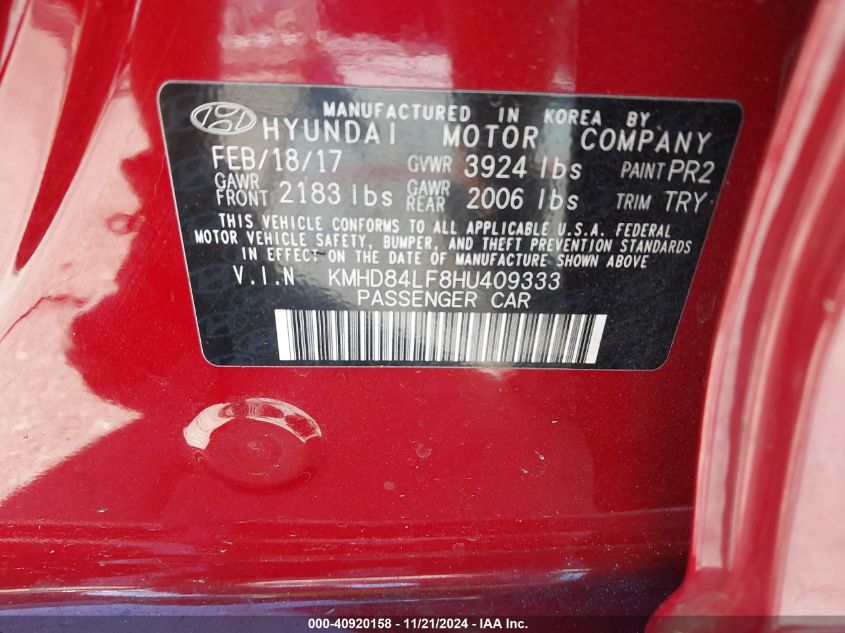 MANUFACTURED IN KOREA BY
HYUNDAI MOTOR COMPANY
FEB/18/17 GVWR 3924 lbs PAINT PR2
GAWR FRONT 2183 lbs GAWR REAR 2006 lbs TRIM TRY
THIS VEHICLE CONFORMS TO ALL APPLICABLE U.S.A. FEDERAL
MOTOR VEHICLE SAFETY, BUMPER, AND THEFT PREVENTION STANDARDS
IN EFFECT ON THE DATE OF MANUFACTURE SHOWN ABOVE
V.I.N KMHD84LF8HU409333
PASSENGER CAR
000-40920158 - 11/21/2024 - IAA Inc.